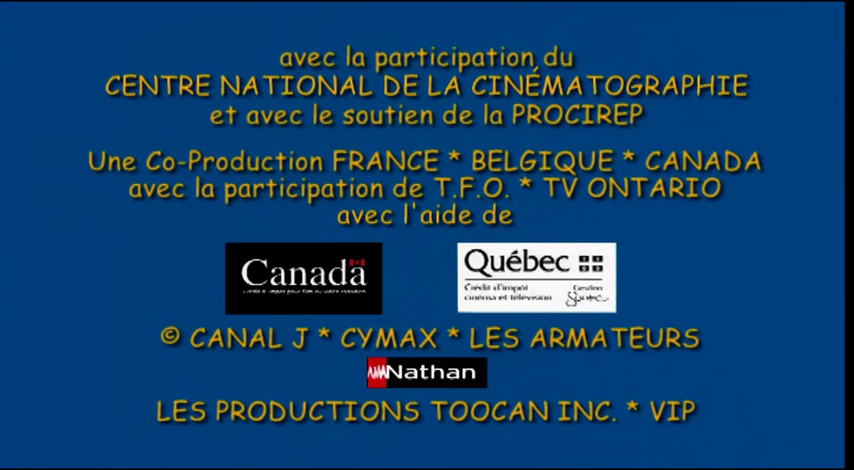 avec la participation du
CENTRE NATIONAL DE LA CINÉMATOGRAPHIE
et avec le soutien de la PROCIREP
Une Co-Production FRANCE * BELGIQUE * CANADA
avec la participation de T.F.O. * TV ONTARIO
avec l'aide de
Canada
Québec
Crédit d'impôt
cinéma et télévision
Gestion
© CANAL J * CYMAX * LES ARMATEURS
Nathan
LES PRODUCTIONS TOOCAN INC. * VIP